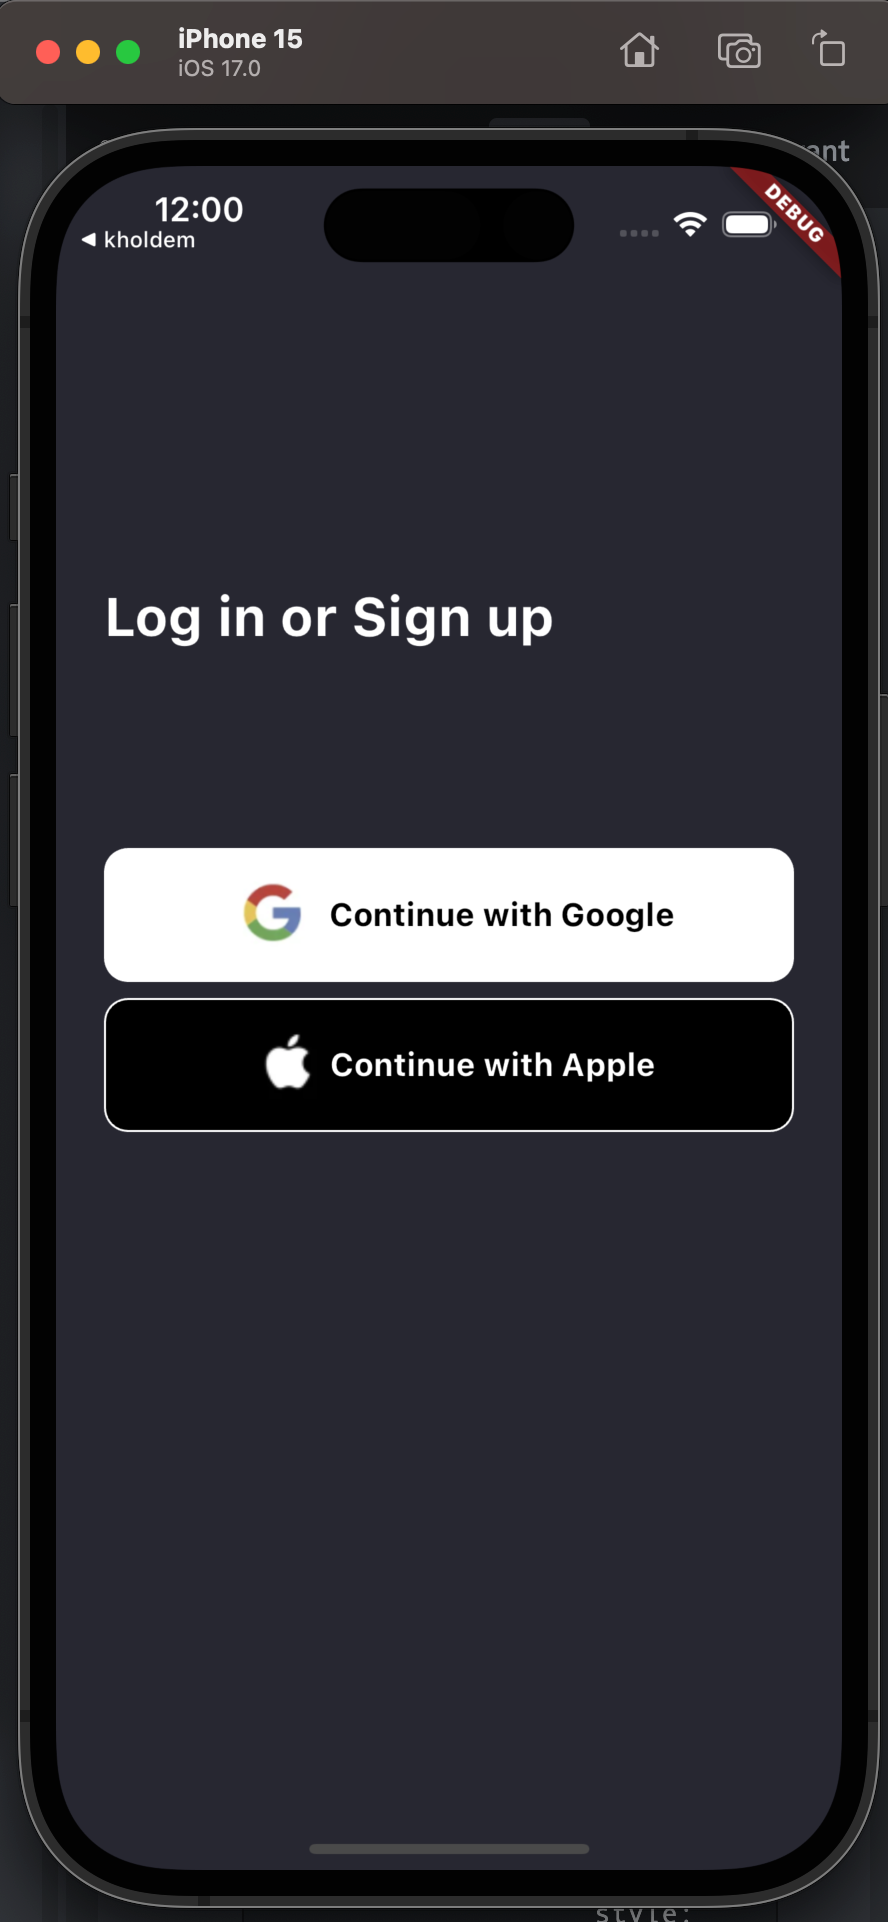 iPhone 15
iOS 17.0
12:00
◀ kholdem
DEBUG
Log in or Sign up
Continue with Google
Continue with Apple
style: